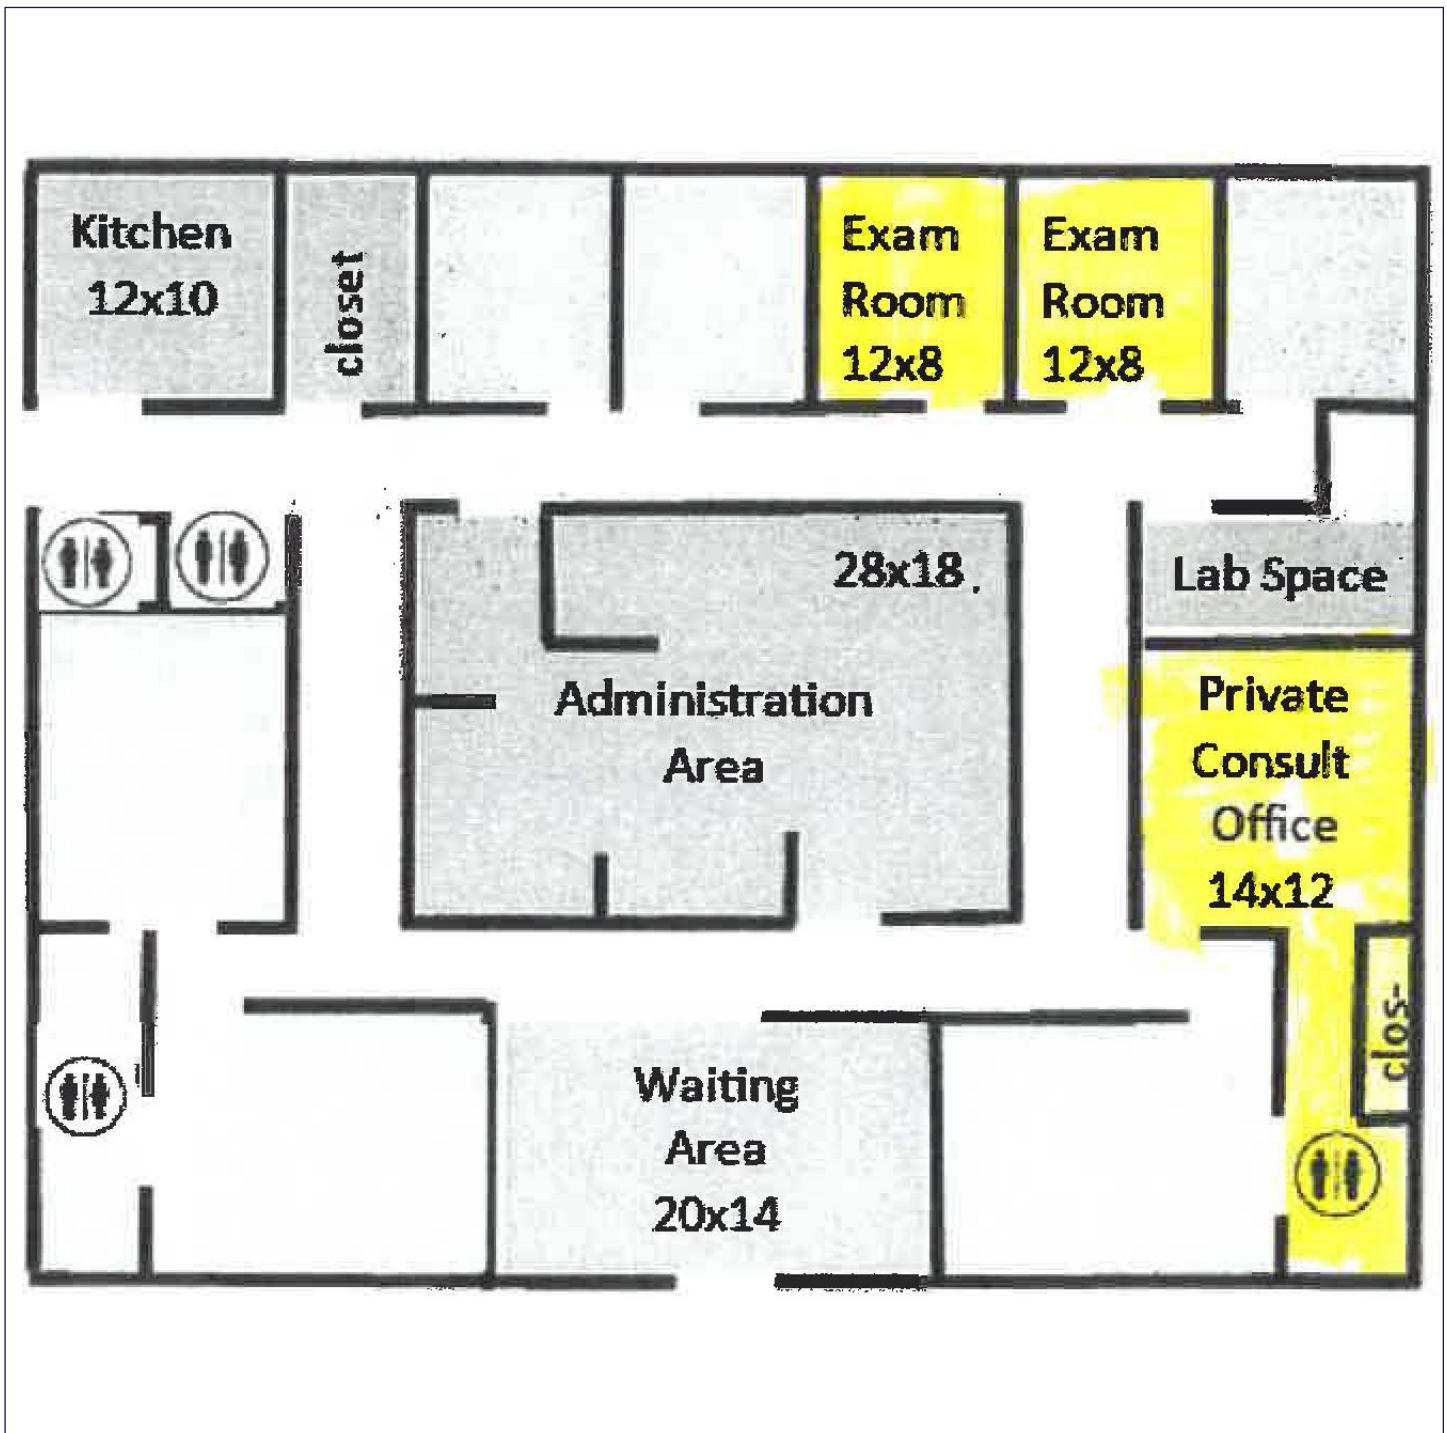 Kitchen
12x10
closet
Exam
Room
12x8
Exam
Room
12x8
28x18
Lab Space
Administration
Area
Private
Consult
Office
14x12
clos-
Waiting
Area
20x14